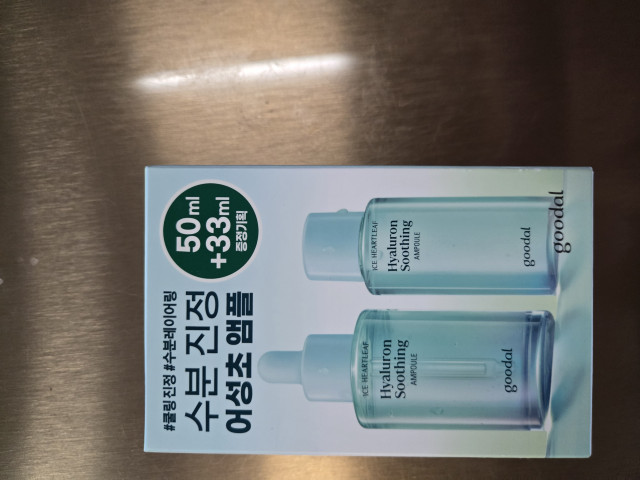 #쿨링 진정 #수분레이어링
수분 진정
어성초 앰플
50ml
+33ml
증정기획
ICE HEARTLEAF
Hyaluron
Soothing
AMPOULE
goodal
ICE HEARTLEAF
Hyaluron
Soothing
AMPOULE
goodal
goodal